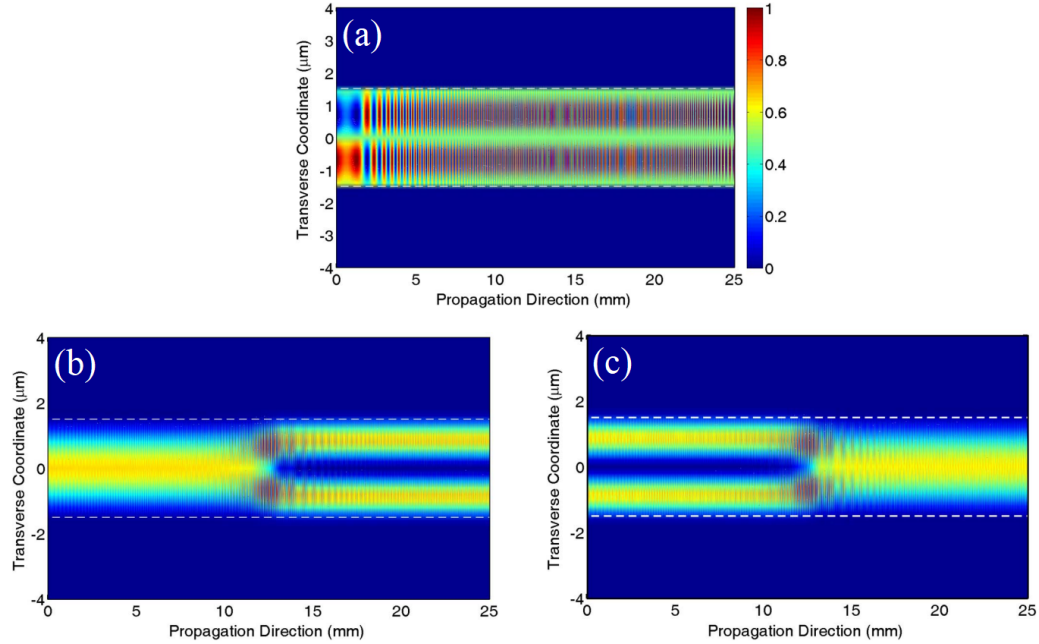 (a)
4
3
2
1
0
-1
-2
-3
-4
Transverse Coordinate (μm)
0 5 10 15 20 25
Propagation Direction (mm)
1
0.8
0.6
0.4
0.2
0
(b)
4
2
0
-2
-4
Transverse Coordinate (μm)
0 5 10 15 20 25
Propagation Direction (mm)
(c)
4
2
0
-2
-4
Transverse Coordinate (μm)
0 5 10 15 20 25
Propagation Direction (mm)